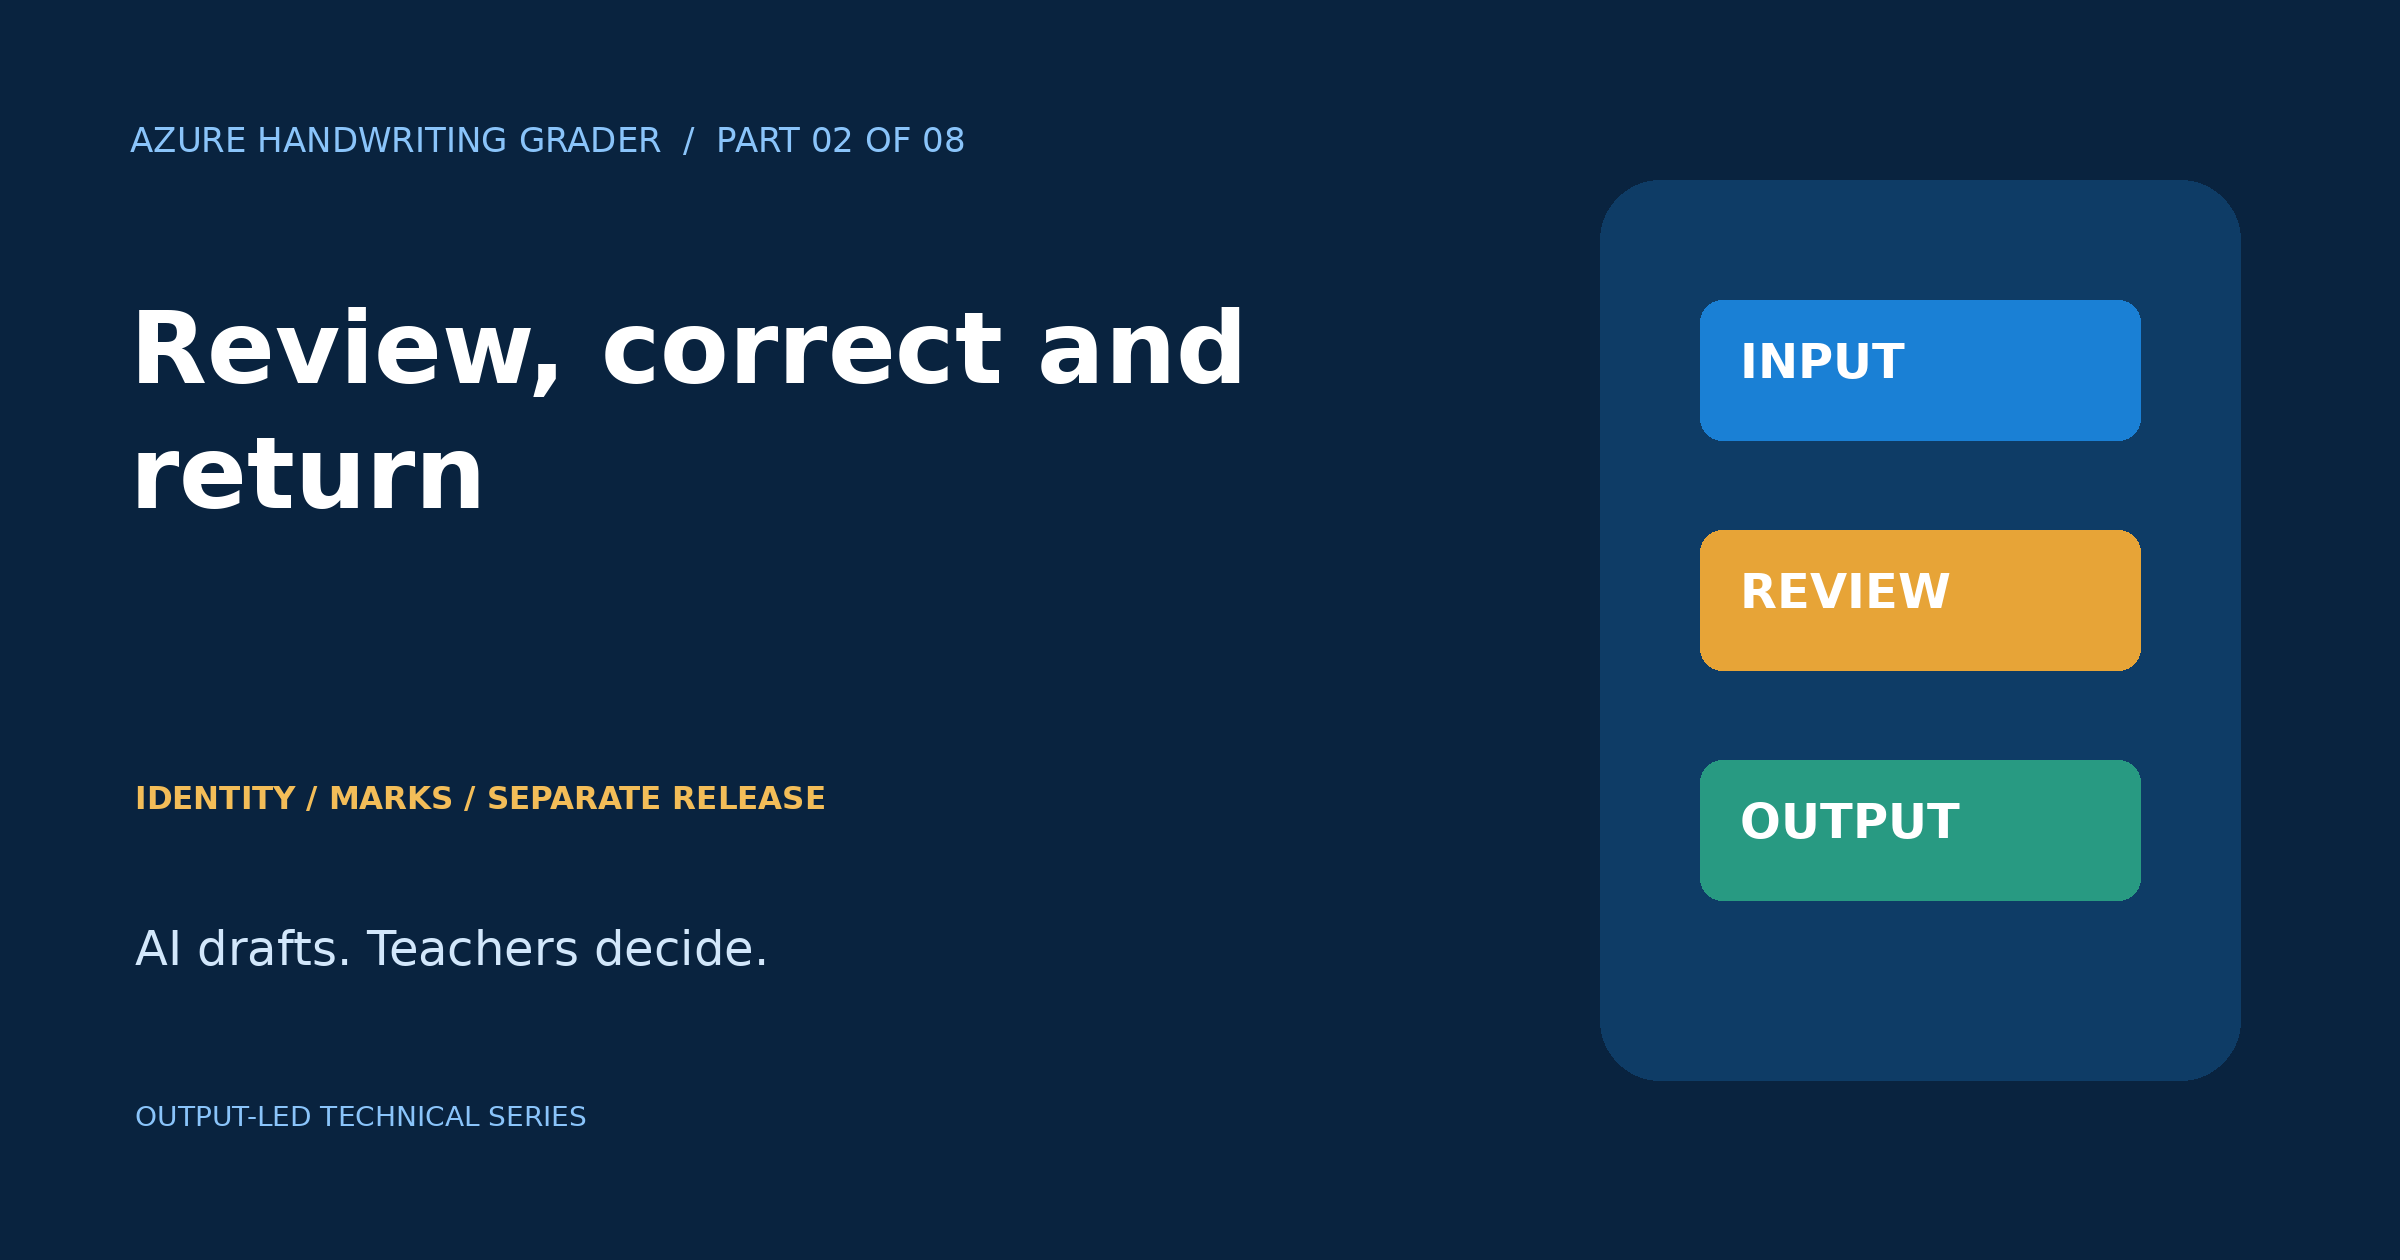 AZURE HANDWRITING GRADER / PART 02 OF 08
Review, correct and
return
IDENTITY / MARKS / SEPARATE RELEASE
AI drafts. Teachers decide.
OUTPUT-LED TECHNICAL SERIES
INPUT
REVIEW
OUTPUT